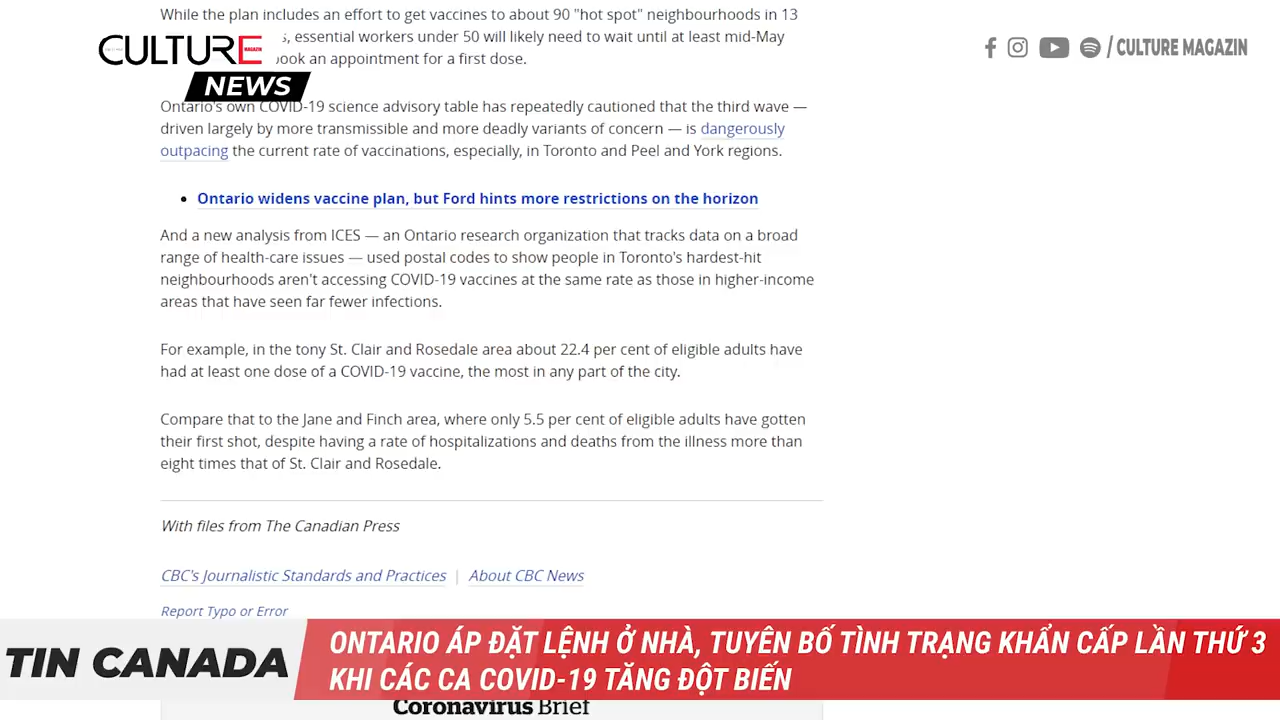 While the plan includes an effort to get vaccines to about 90 "hot spot" neighbourhoods in 13
CULTURE
MAGAZIN
NEWS
/ CULTURE MAGAZIN
essential workers under 50 will likely need to wait until at least mid-May
book an appointment for a first dose.
Ontario's own COVID-19 science advisory table has repeatedly cautioned that the third wave —
driven largely by more transmissible and more deadly variants of concern — is dangerously
outpacing the current rate of vaccinations, especially, in Toronto and Peel and York regions.
• Ontario widens vaccine plan, but Ford hints more restrictions on the horizon
And a new analysis from ICES — an Ontario research organization that tracks data on a broad
range of health-care issues — used postal codes to show people in Toronto's hardest-hit
neighbourhoods aren't accessing COVID-19 vaccines at the same rate as those in higher-income
areas that have seen far fewer infections.
For example, in the tony St. Clair and Rosedale area about 22.4 per cent of eligible adults have
had at least one dose of a COVID-19 vaccine, the most in any part of the city.
Compare that to the Jane and Finch area, where only 5.5 per cent of eligible adults have gotten
their first shot, despite having a rate of hospitalizations and deaths from the illness more than
eight times that of St. Clair and Rosedale.
With files from The Canadian Press
CBC's Journalistic Standards and Practices | About CBC News
Report Typo or Error
TIN CANADA
ONTARIO ÁP ĐẶT LỆNH Ở NHÀ, TUYÊN BỐ TÌNH TRẠNG KHẨN CẤP LẦN THỨ 3
KHI CÁC CA COVID-19 TĂNG ĐỘT BIẾN
Coronavirus Brief